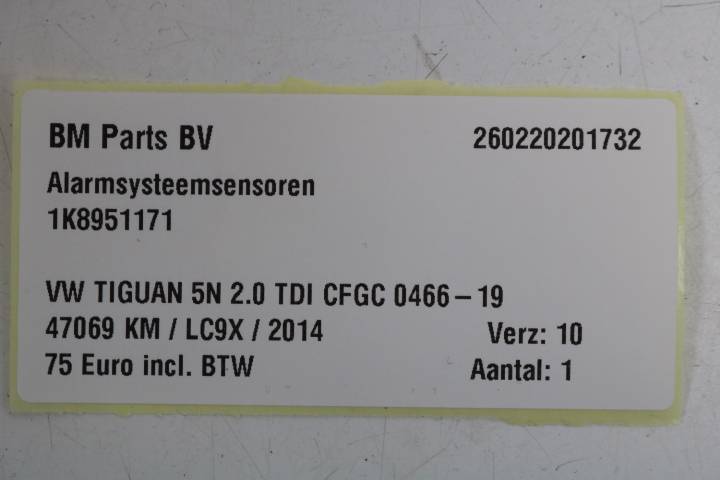 BM Parts BV 260220201732
Alarmsysteemsensoren
1K8951171
VW TIGUAN 5N 2.0 TDI CFGC 0466 – 19
47069 KM / LC9X / 2014 Verz: 10
75 Euro incl. BTW Aantal: 1